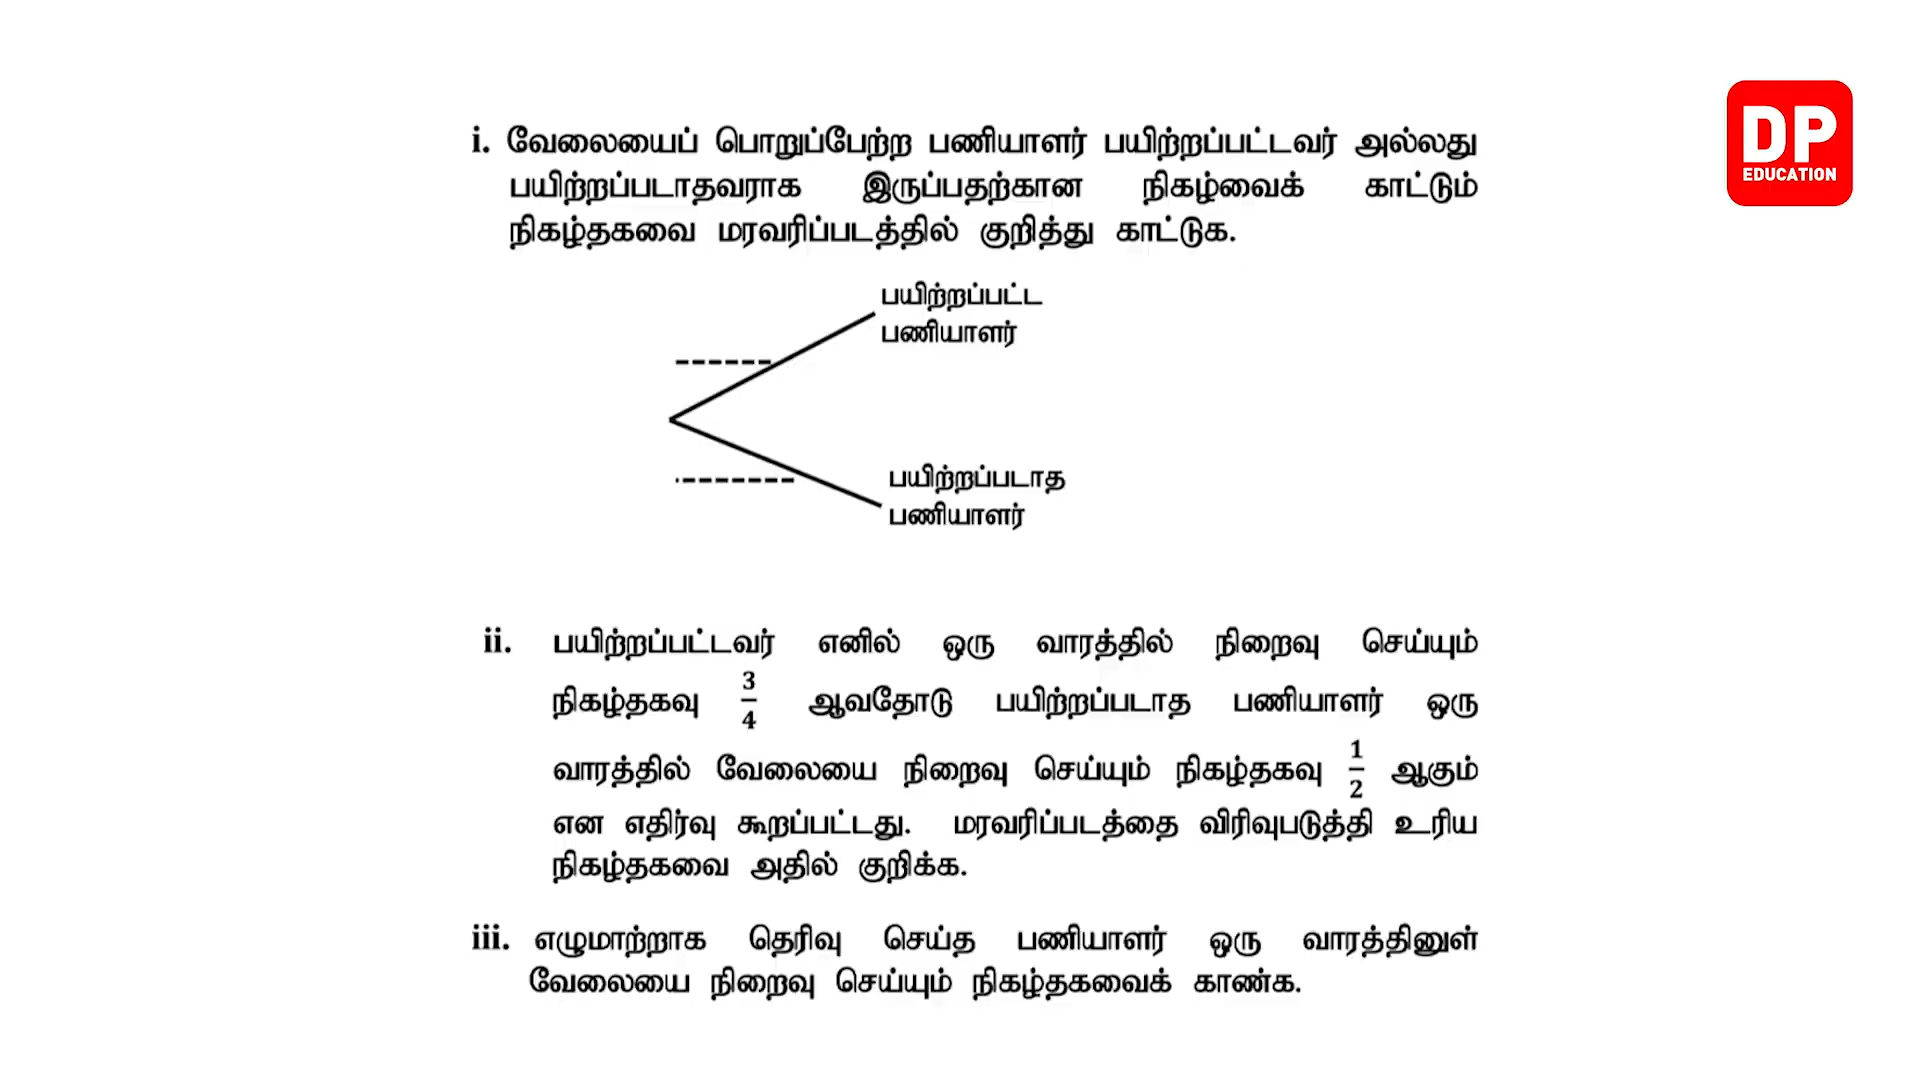 DP
EDUCATION
i. வேலையைப் பொறுப்பேற்ற பணியாளர் பயிற்றப்பட்டவர் அல்லது
பயிற்றப்படாதவராக இருப்பதற்கான நிகழ்வைக் காட்டும்
நிகழ்தகவை மரவரிப்படத்தில் குறித்து காட்டுக.
பயிற்றப்பட்ட
பணியாளர்
பயிற்றப்படாத
பணியாளர்
ii. பயிற்றப்பட்டவர் எனில் ஒரு வாரத்தில் நிறைவு செய்யும்
நிகழ்தகவு 3/4 ஆவதோடு பயிற்றப்படாத பணியாளர் ஒரு
வாரத்தில் வேலையை நிறைவு செய்யும் நிகழ்தகவு 1/2 ஆகும்
என எதிர்வு கூறப்பட்டது. மரவரிப்படத்தை விரிவுபடுத்தி உரிய
நிகழ்தகவை அதில் குறிக்க.
iii. எழுமாற்றாக தெரிவு செய்த பணியாளர் ஒரு வாரத்தினுள்
வேலையை நிறைவு செய்யும் நிகழ்தகவைக் காண்க.